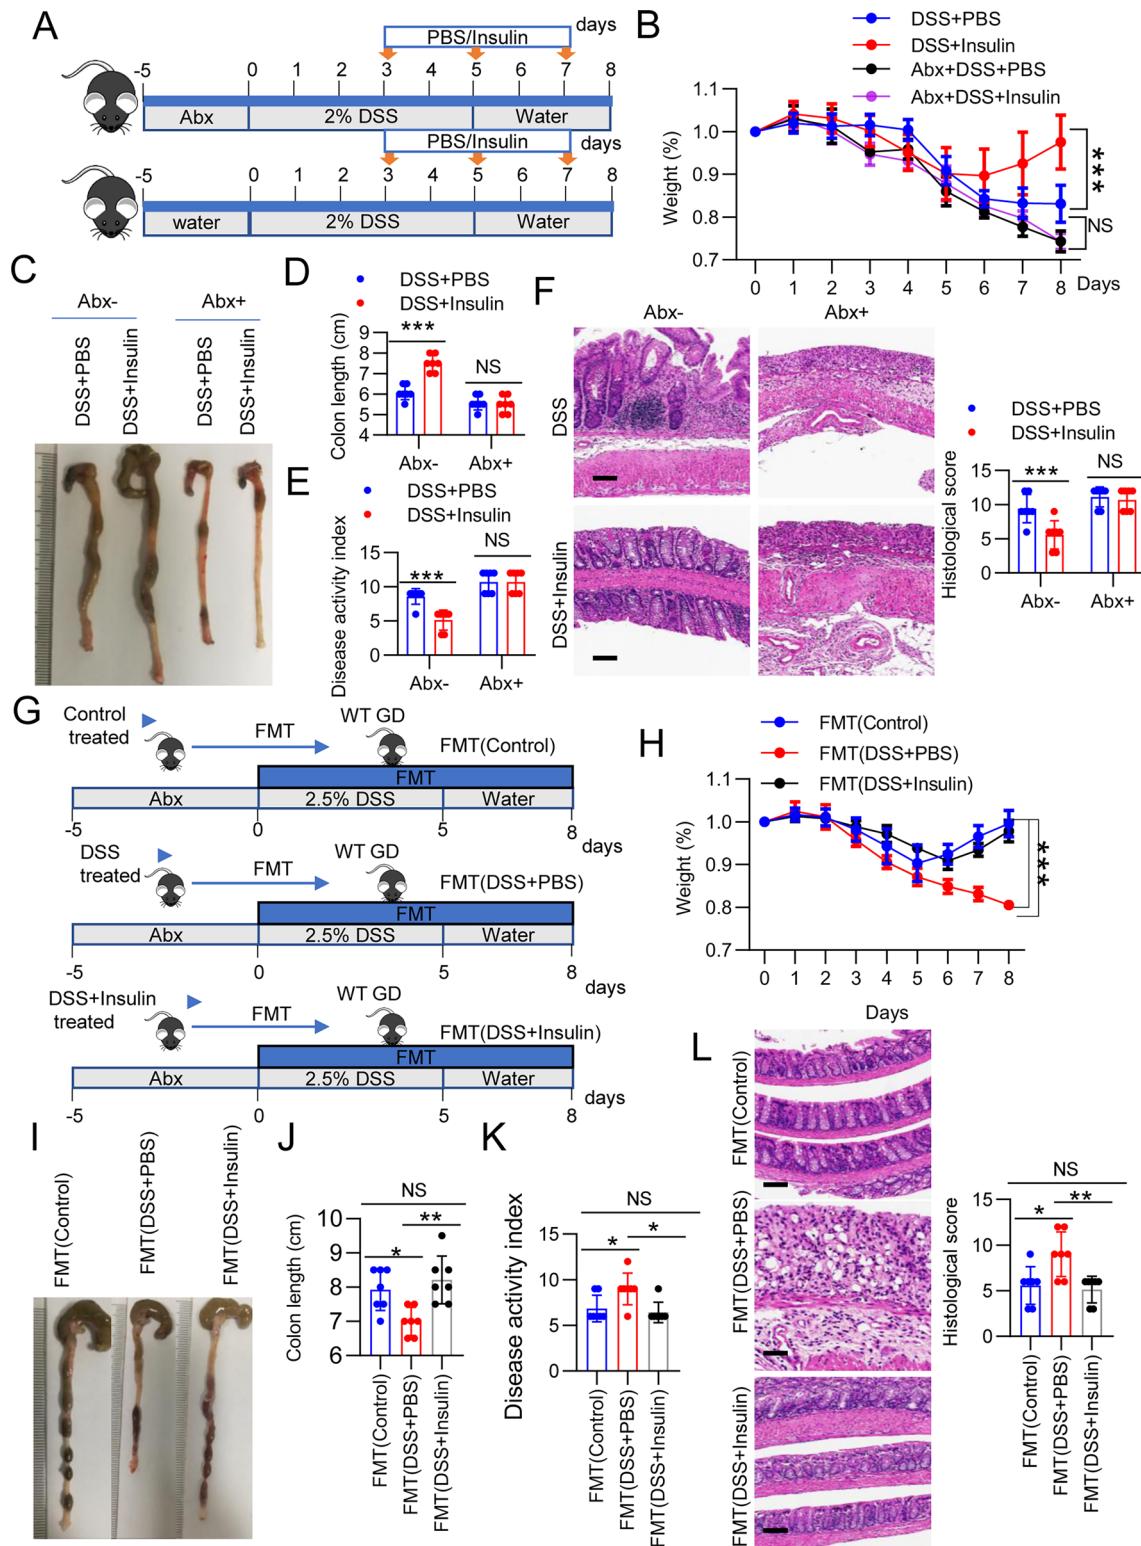 A
days
PBS/Insulin
-5 0 1 2 3 4 5 6 7 8
Abx 2% DSS Water
PBS/Insulin
days
-5 0 1 2 3 4 5 6 7 8
water 2% DSS Water
B
DSS+PBS
DSS+Insulin
Abx+DSS+PBS
Abx+DSS+Insulin
Weight (%)
1.1
1.0
0.9
0.8
0.7
***
NS
0 1 2 3 4 5 6 7 8 Days
C
Abx- Abx+
DSS+PBS
DSS+Insulin
DSS+PBS
DSS+Insulin
D
DSS+PBS
DSS+Insulin
Colon length (cm)
9
8
7
6
5
4
***
NS
Abx- Abx+
E
DSS+PBS
DSS+Insulin
Disease activity index
15
10
5
0
***
NS
Abx- Abx+
F
Abx- Abx+
DSS
DSS+Insulin
DSS+PBS
DSS+Insulin
Histological score
15
10
5
0
***
NS
Abx- Abx+
G
Control
treated
FMT
WT GD
FMT(Control)
FMT
Abx 2.5% DSS Water
-5 0 5 8
days
DSS
treated
FMT
WT GD
FMT(DSS+PBS)
FMT
Abx 2.5% DSS Water
-5 0 5 8
days
DSS+Insulin
treated
FMT
WT GD
FMT(DSS+Insulin)
FMT
Abx 2.5% DSS Water
-5 0 5 8
days
H
FMT(Control)
FMT(DSS+PBS)
FMT(DSS+Insulin)
Weight (%)
1.1
1.0
0.9
0.8
0.7
***
0 1 2 3 4 5 6 7 8
Days
I
FMT(Control)
FMT(DSS+PBS)
FMT(DSS+Insulin)
J
Colon length (cm)
10
9
8
7
6
NS
**
*
FMT(Control)
FMT(DSS+PBS)
FMT(DSS+Insulin)
K
Disease activity index
15
10
5
0
NS
*
*
FMT(Control)
FMT(DSS+PBS)
FMT(DSS+Insulin)
L
FMT(Control)
FMT(DSS+PBS)
FMT(DSS+Insulin)
Histological score
15
10
5
0
NS
*
**
FMT(Control)
FMT(DSS+PBS)
FMT(DSS+Insulin)